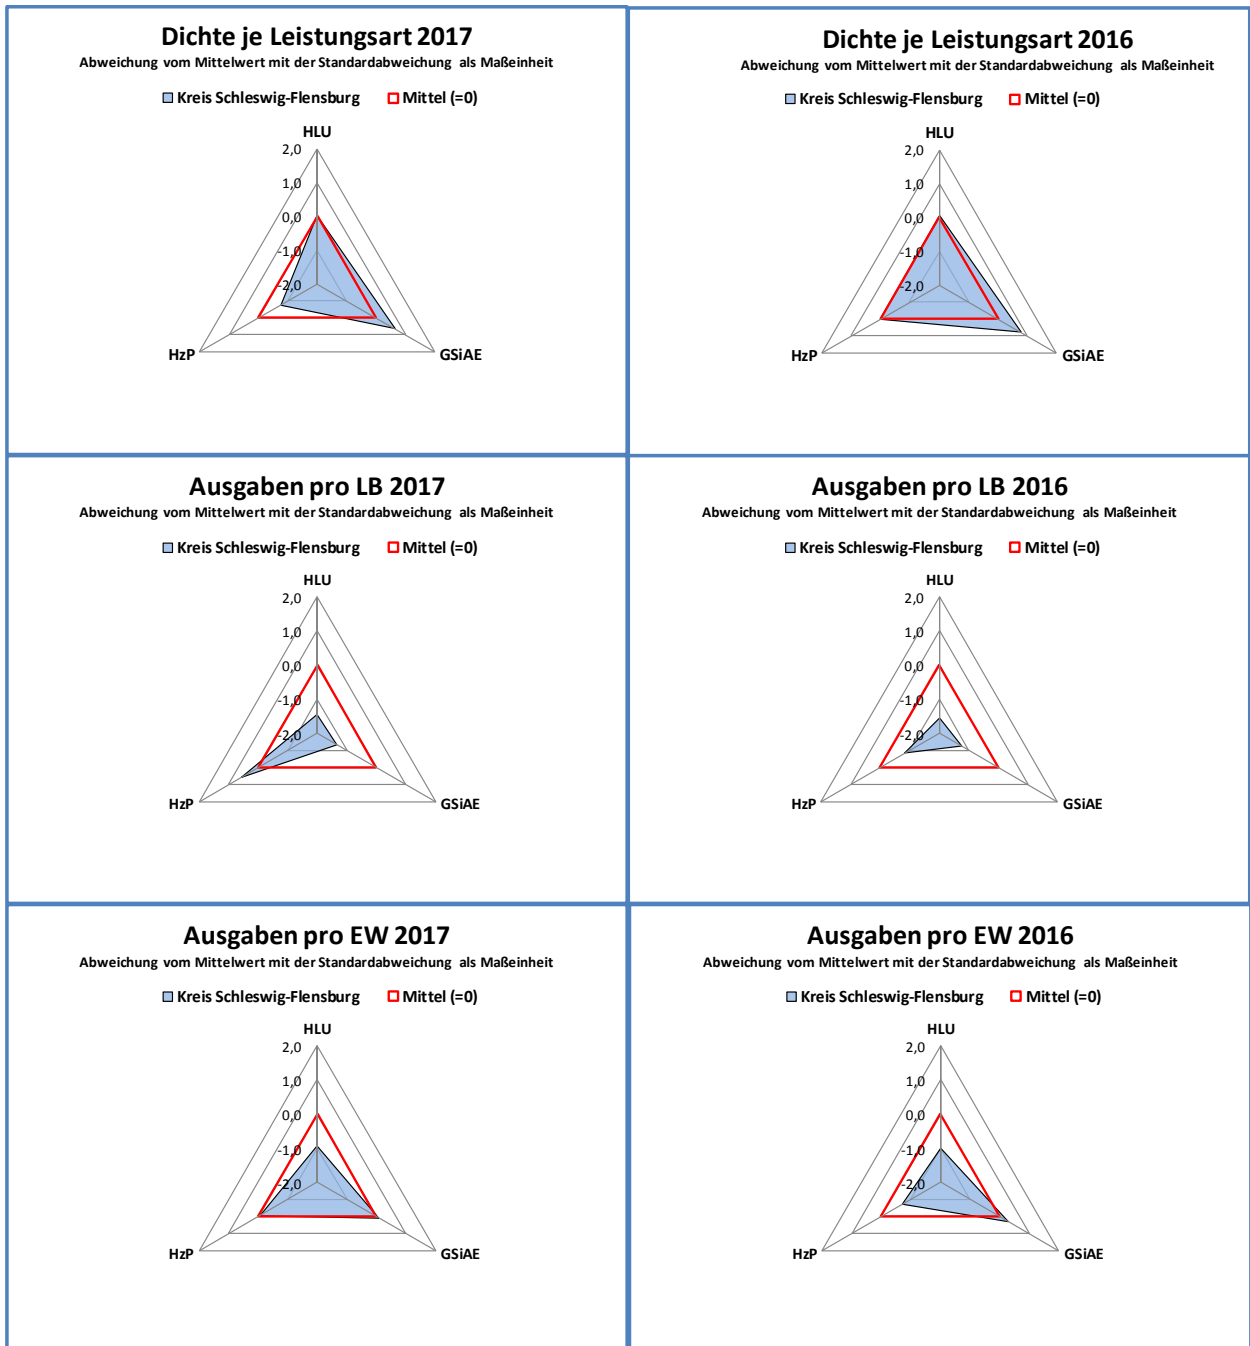 Dichte je Leistungsart 2017
Abweichung vom Mittelwert mit der Standardabweichung als Maßeinheit
Kreis Schleswig-Flensburg Mittel (=0)
HLU
2,0
1,0
0,0
-1,0
-2,0
HzP
GSiAE
Dichte je Leistungsart 2016
Abweichung vom Mittelwert mit der Standardabweichung als Maßeinheit
Kreis Schleswig-Flensburg Mittel (=0)
HLU
2,0
1,0
0,0
-1,0
-2,0
HzP
GSiAE
Ausgaben pro LB 2017
Abweichung vom Mittelwert mit der Standardabweichung als Maßeinheit
Kreis Schleswig-Flensburg Mittel (=0)
HLU
2,0
1,0
0,0
-1,0
-2,0
HzP
GSiAE
Ausgaben pro LB 2016
Abweichung vom Mittelwert mit der Standardabweichung als Maßeinheit
Kreis Schleswig-Flensburg Mittel (=0)
HLU
2,0
1,0
0,0
-1,0
-2,0
HzP
GSiAE
Ausgaben pro EW 2017
Abweichung vom Mittelwert mit der Standardabweichung als Maßeinheit
Kreis Schleswig-Flensburg Mittel (=0)
HLU
2,0
1,0
0,0
-1,0
-2,0
HzP
GSiAE
Ausgaben pro EW 2016
Abweichung vom Mittelwert mit der Standardabweichung als Maßeinheit
Kreis Schleswig-Flensburg Mittel (=0)
HLU
2,0
1,0
0,0
-1,0
-2,0
HzP
GSiAE